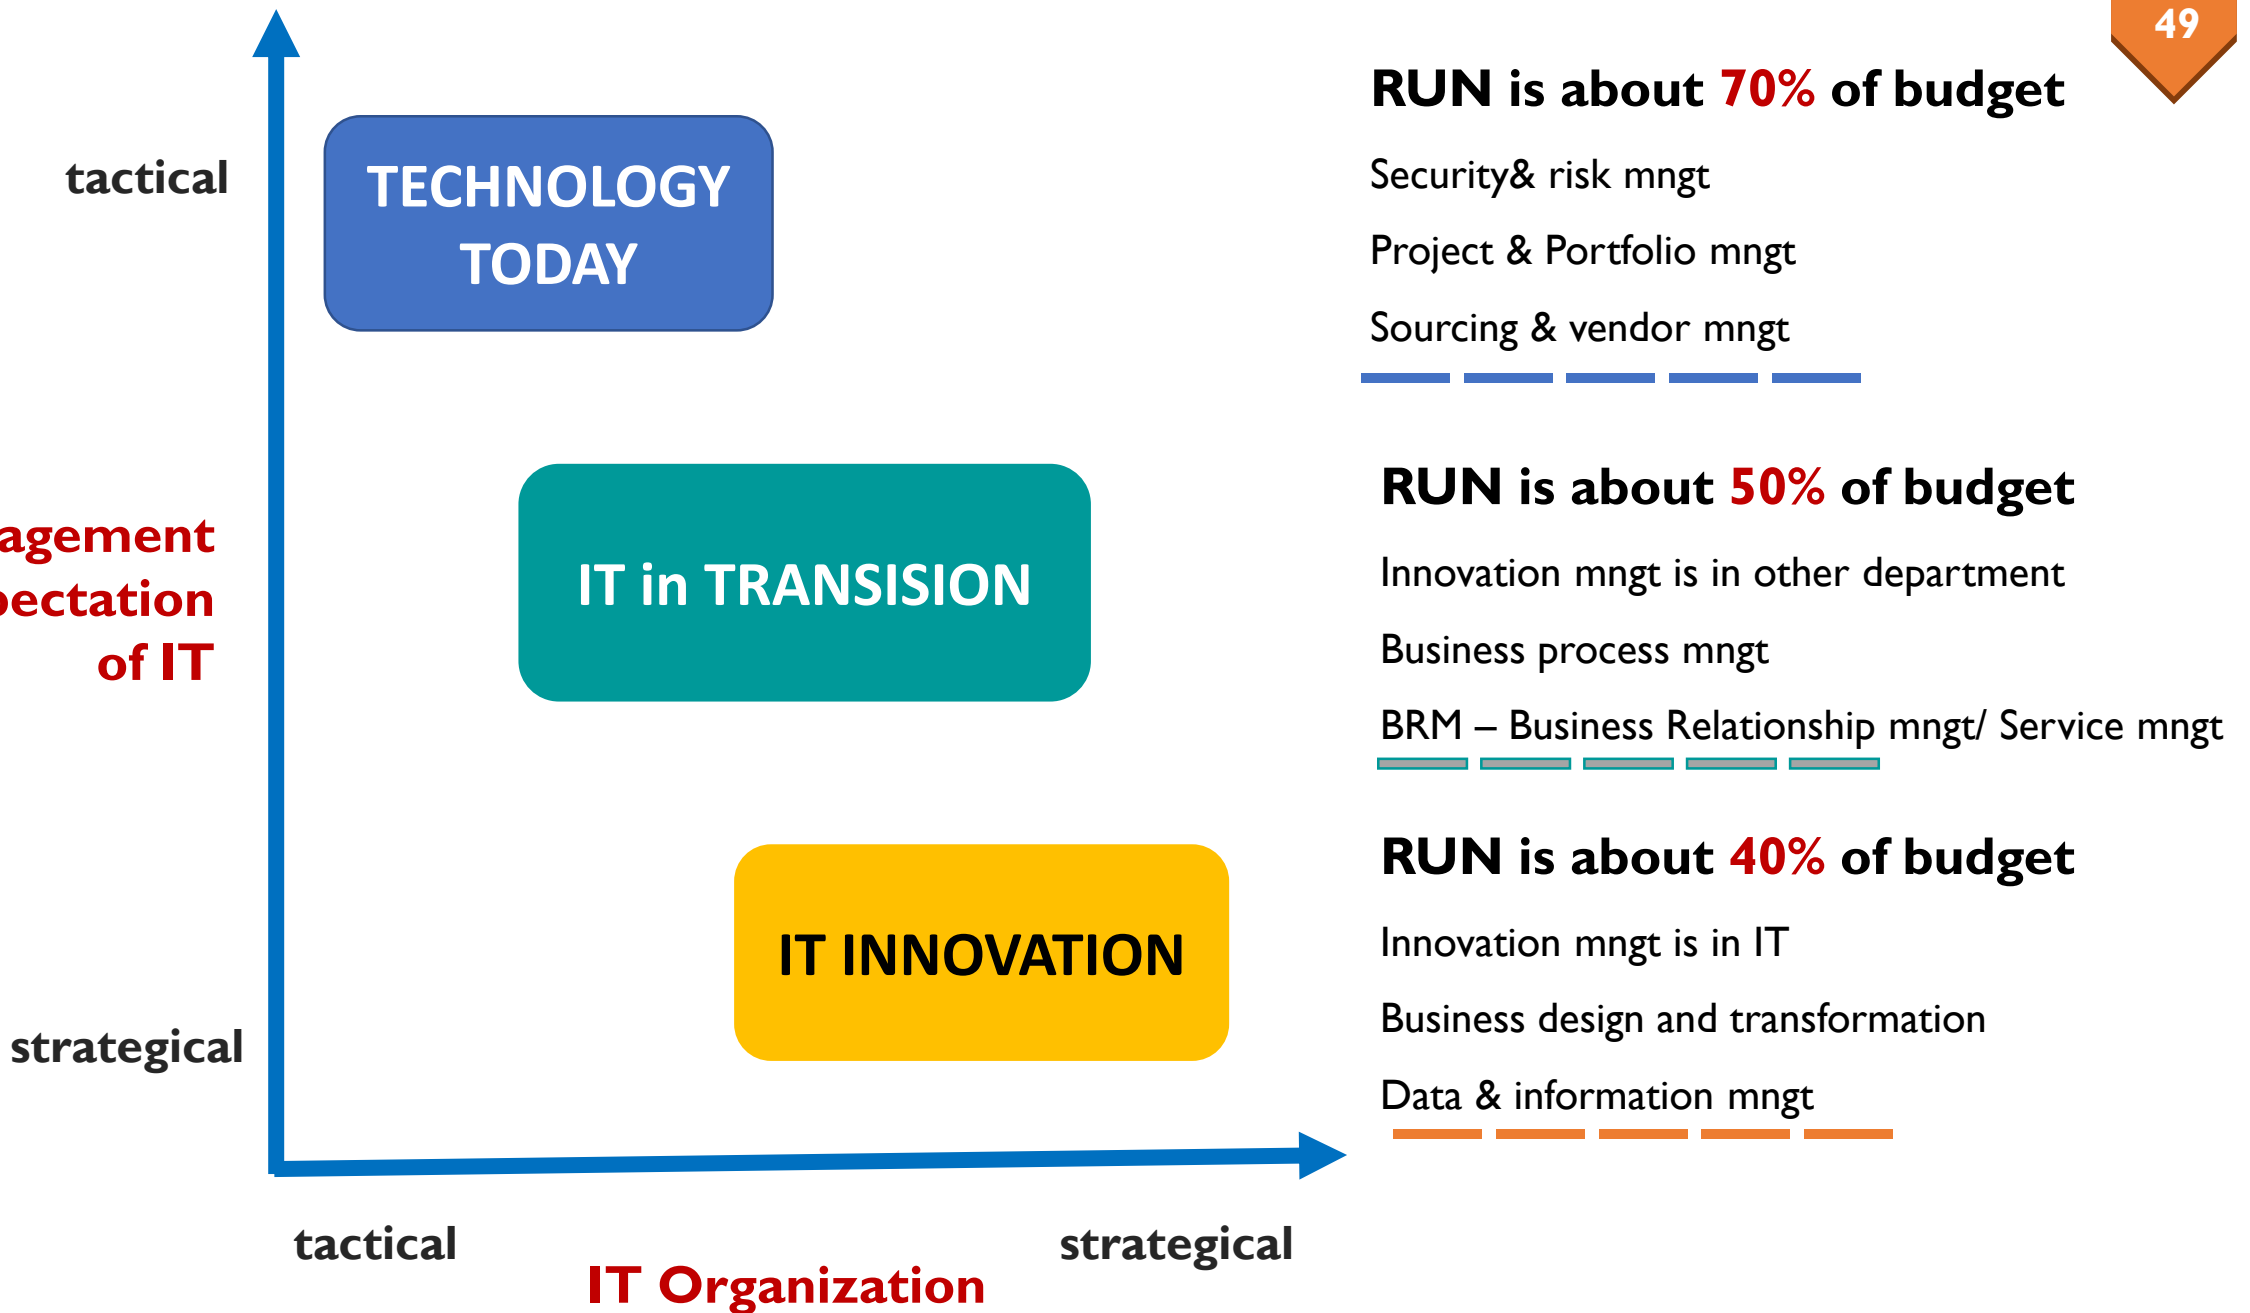 49
tactical
TECHNOLOGY
TODAY
RUN is about 70% of budget
Security& risk mngt
Project & Portfolio mngt
Sourcing & vendor mngt
agement
pectation
of IT
IT in TRANSISION
RUN is about 50% of budget
Innovation mngt is in other department
Business process mngt
BRM – Business Relationship mngt/ Service mngt
strategical
IT INNOVATION
RUN is about 40% of budget
Innovation mngt is in IT
Business design and transformation
Data & information mngt
tactical
strategical
IT Organization